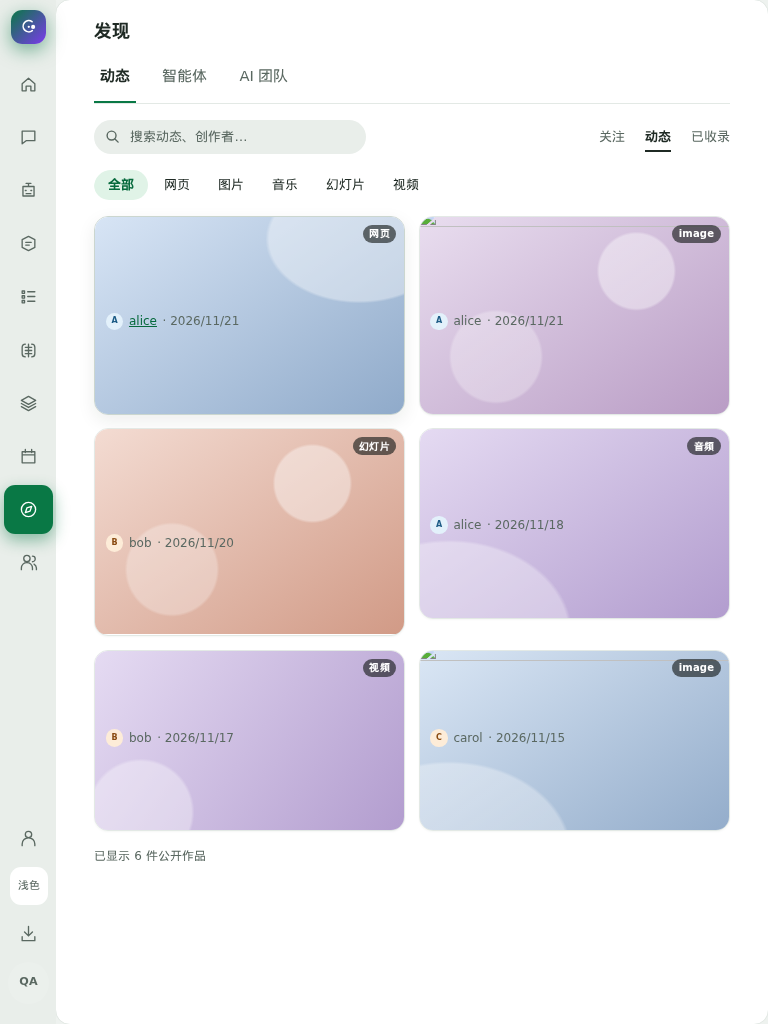 发现
动态 智能体 AI 团队
搜索动态、创作者…
关注 动态 已收录
全部 网页 图片 音乐 幻灯片 视频
网页
A alice · 2026/11/21
image
A alice · 2026/11/21
幻灯片
B bob · 2026/11/20
音频
A alice · 2026/11/18
视频
B bob · 2026/11/17
image
C carol · 2026/11/15
已显示 6 件公开作品
浅色
QA